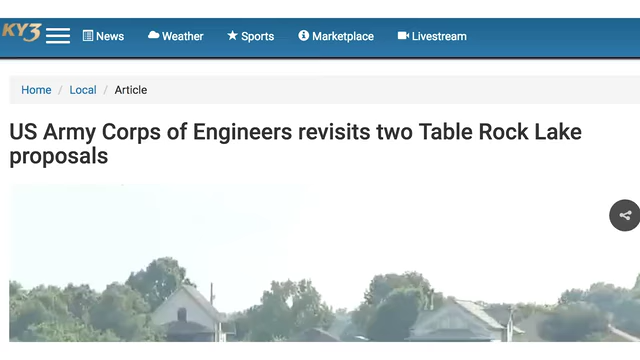 KY3 News Weather Sports Marketplace Livestream
Home / Local / Article
US Army Corps of Engineers revisits two Table Rock Lake
proposals